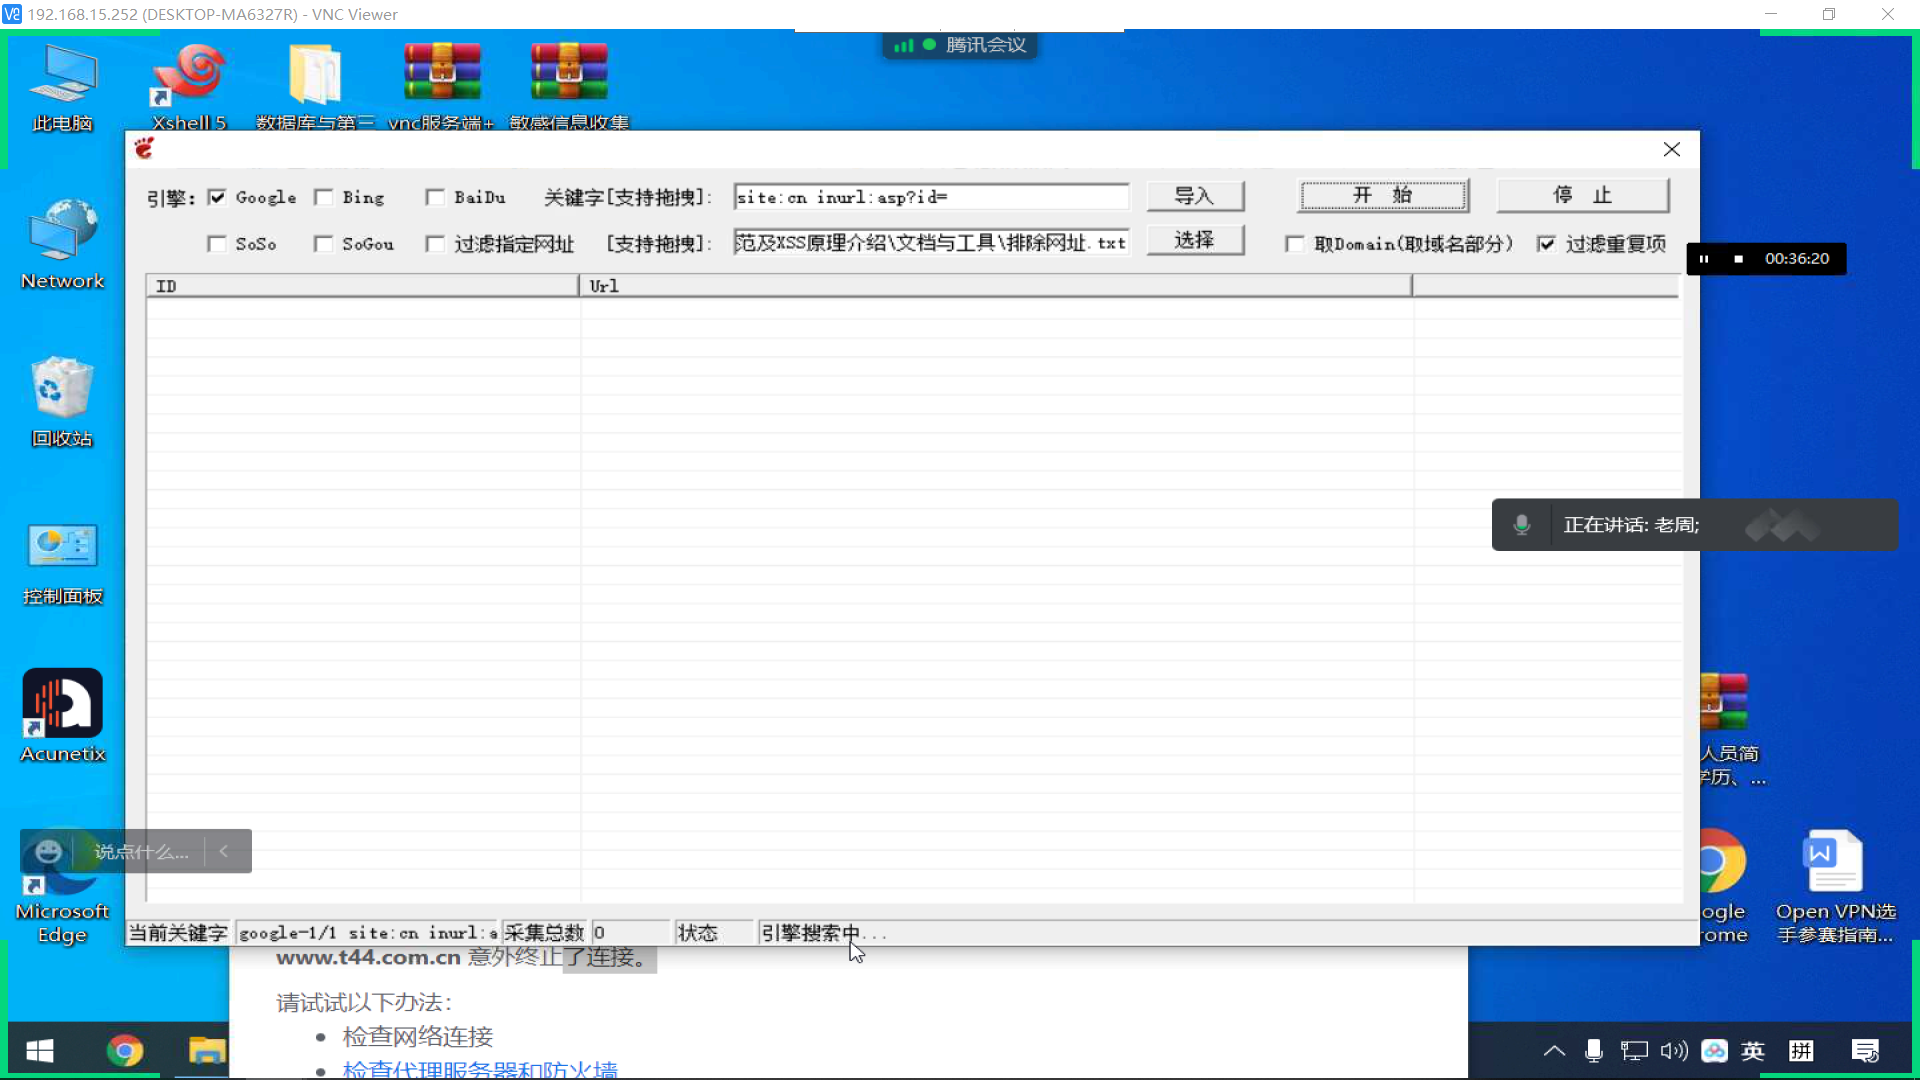 192.168.15.252 (DESKTOP-MA6327R) - VNC Viewer
腾讯会议
此电脑
Xshell 5
数据库与第三
vnc服务端+
敏感信息收集
引擎:
Google
Bing
BaiDu
关键字[支持拖拽]:
site:cn inurl:asp?id=
导入
开 始
停 止
SoSo
SoGou
过滤指定网址
[支持拖拽]:
范及XSS原理介绍\文档与工具\排除网址.txt
选择
取Domain(取域名部分)
过滤重复项
00:36:20
Network
ID
Url
回收站
正在讲话: 老周;
控制面板
Acunetix
人员简
学历、...
说点什么...
Microsoft
Edge
ogle
rome
Open VPN选
手参赛指南...
当前关键字
google-1/1 site:cn inurl:a
采集总数
0
状态
引擎搜索中...
www.t44.com.cn 意外终止了连接。
请试试以下办法:
检查网络连接
检查代理服务器和防火墙
英
拼